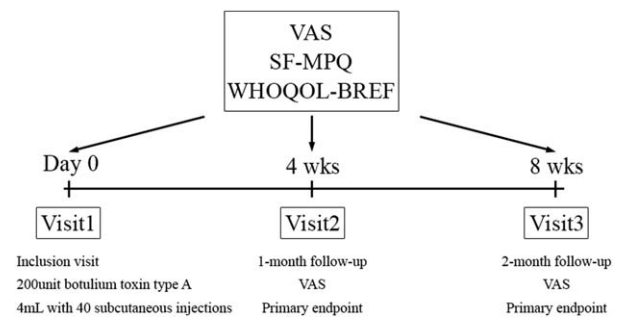 VAS
SF-MPQ
WHOQOL-BREF
Day 0
4 wks
8 wks
Visit1
Visit2
Visit3
Inclusion visit
200unit botulium toxin type A
4mL with 40 subcutaneous injections
1-month follow-up
VAS
Primary endpoint
2-month follow-up
VAS
Primary endpoint